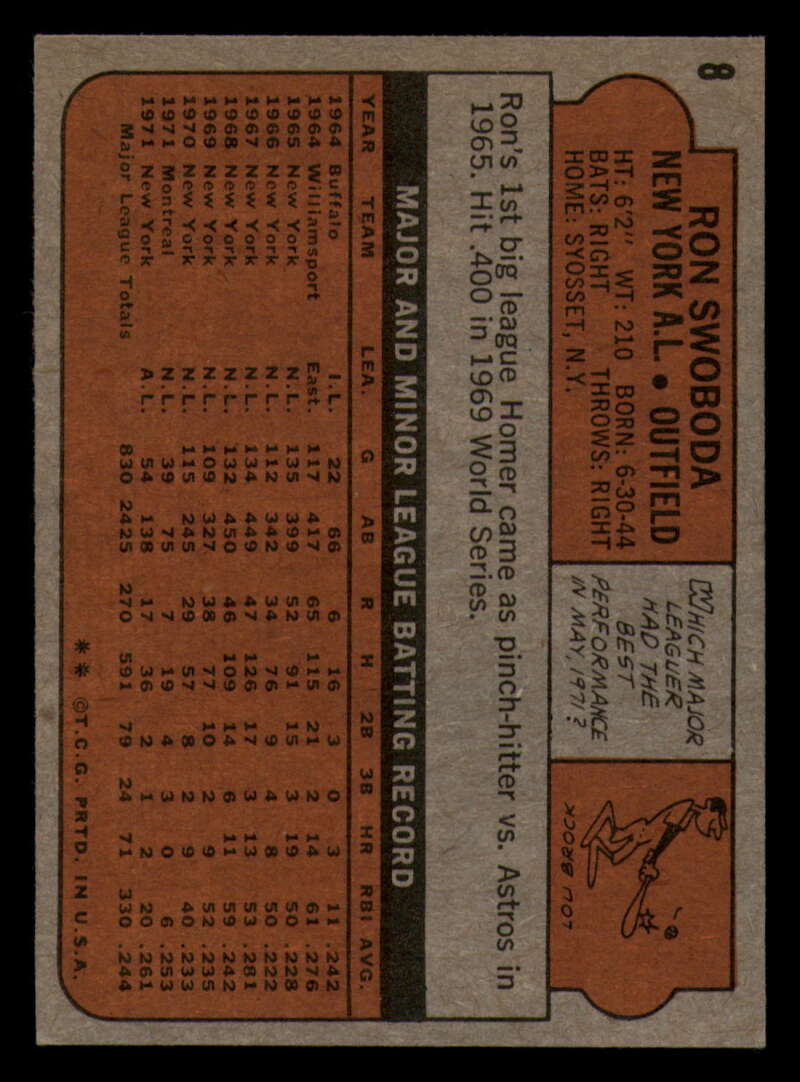 8
RON SWOBODA
NEW YORK A.L. • OUTFIELD
HT: 6'2" WT: 210 BORN: 6-30-44
BATS: RIGHT THROWS: RIGHT
HOME: SYOSSET, N.Y.
WHICH MAJOR
LEAGUER
HAD THE
BEST
PERFORMANCE
IN MAY, 1971?
LOU BROCK
Ron's 1st big league Homer came as pinch-hitter vs. Astros in
1965. Hit .400 in 1969 World Series.
MAJOR AND MINOR LEAGUE BATTING RECORD
YEAR TEAM LEA. G AB R H 2B 3B HR RBI AVG.
1964 Buffalo I.L. 22 66 6 16 3 0 3 11 .242
1964 Williamsport East. 117 417 65 115 21 2 14 61 .276
1965 New York N.L. 135 399 52 91 15 3 19 50 .228
1966 New York N.L. 112 342 34 76 9 4 8 50 .222
1967 New York N.L. 134 449 47 126 17 3 13 53 .281
1968 New York N.L. 132 450 46 109 14 6 11 59 .242
1969 New York N.L. 109 327 38 77 10 2 9 52 .235
1970 New York N.L. 115 245 29 57 8 2 9 40 .233
1971 Montreal N.L. 39 75 7 19 4 3 0 6 .253
1971 New York A.L. 54 138 17 36 2 1 2 20 .261
Major League Totals 830 2425 270 591 79 24 71 330 .244
** ©T.C.G. PRTD. IN U.S.A.